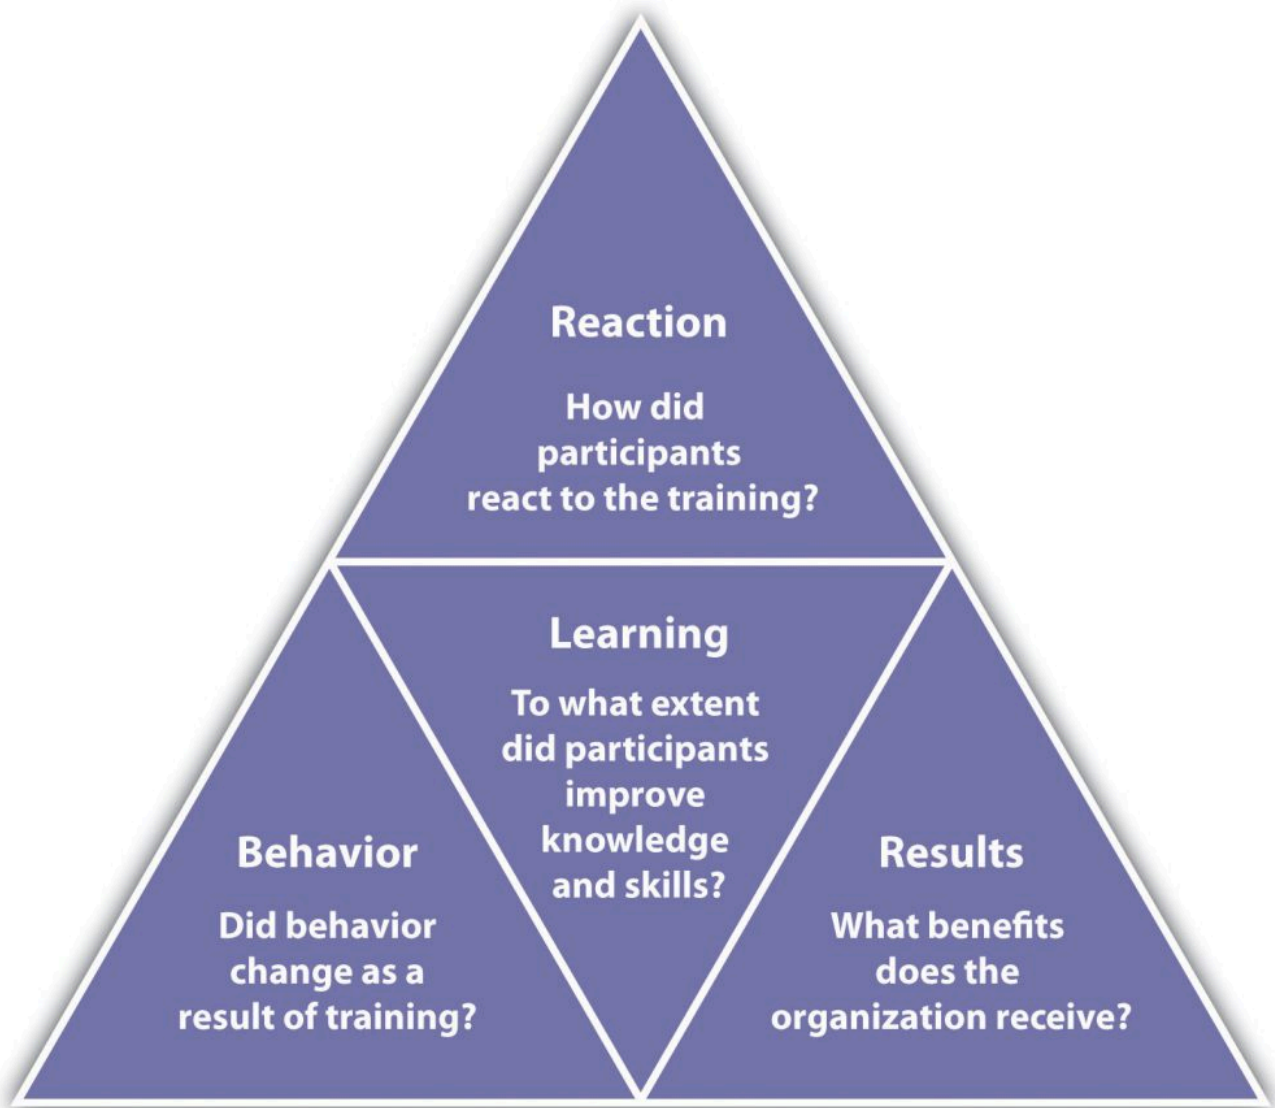 Reaction
How did
participants
react to the training?
Learning
To what extent
did participants
improve
knowledge
and skills?
Behavior
Did behavior
change as a
result of training?
Results
What benefits
does the
organization receive?